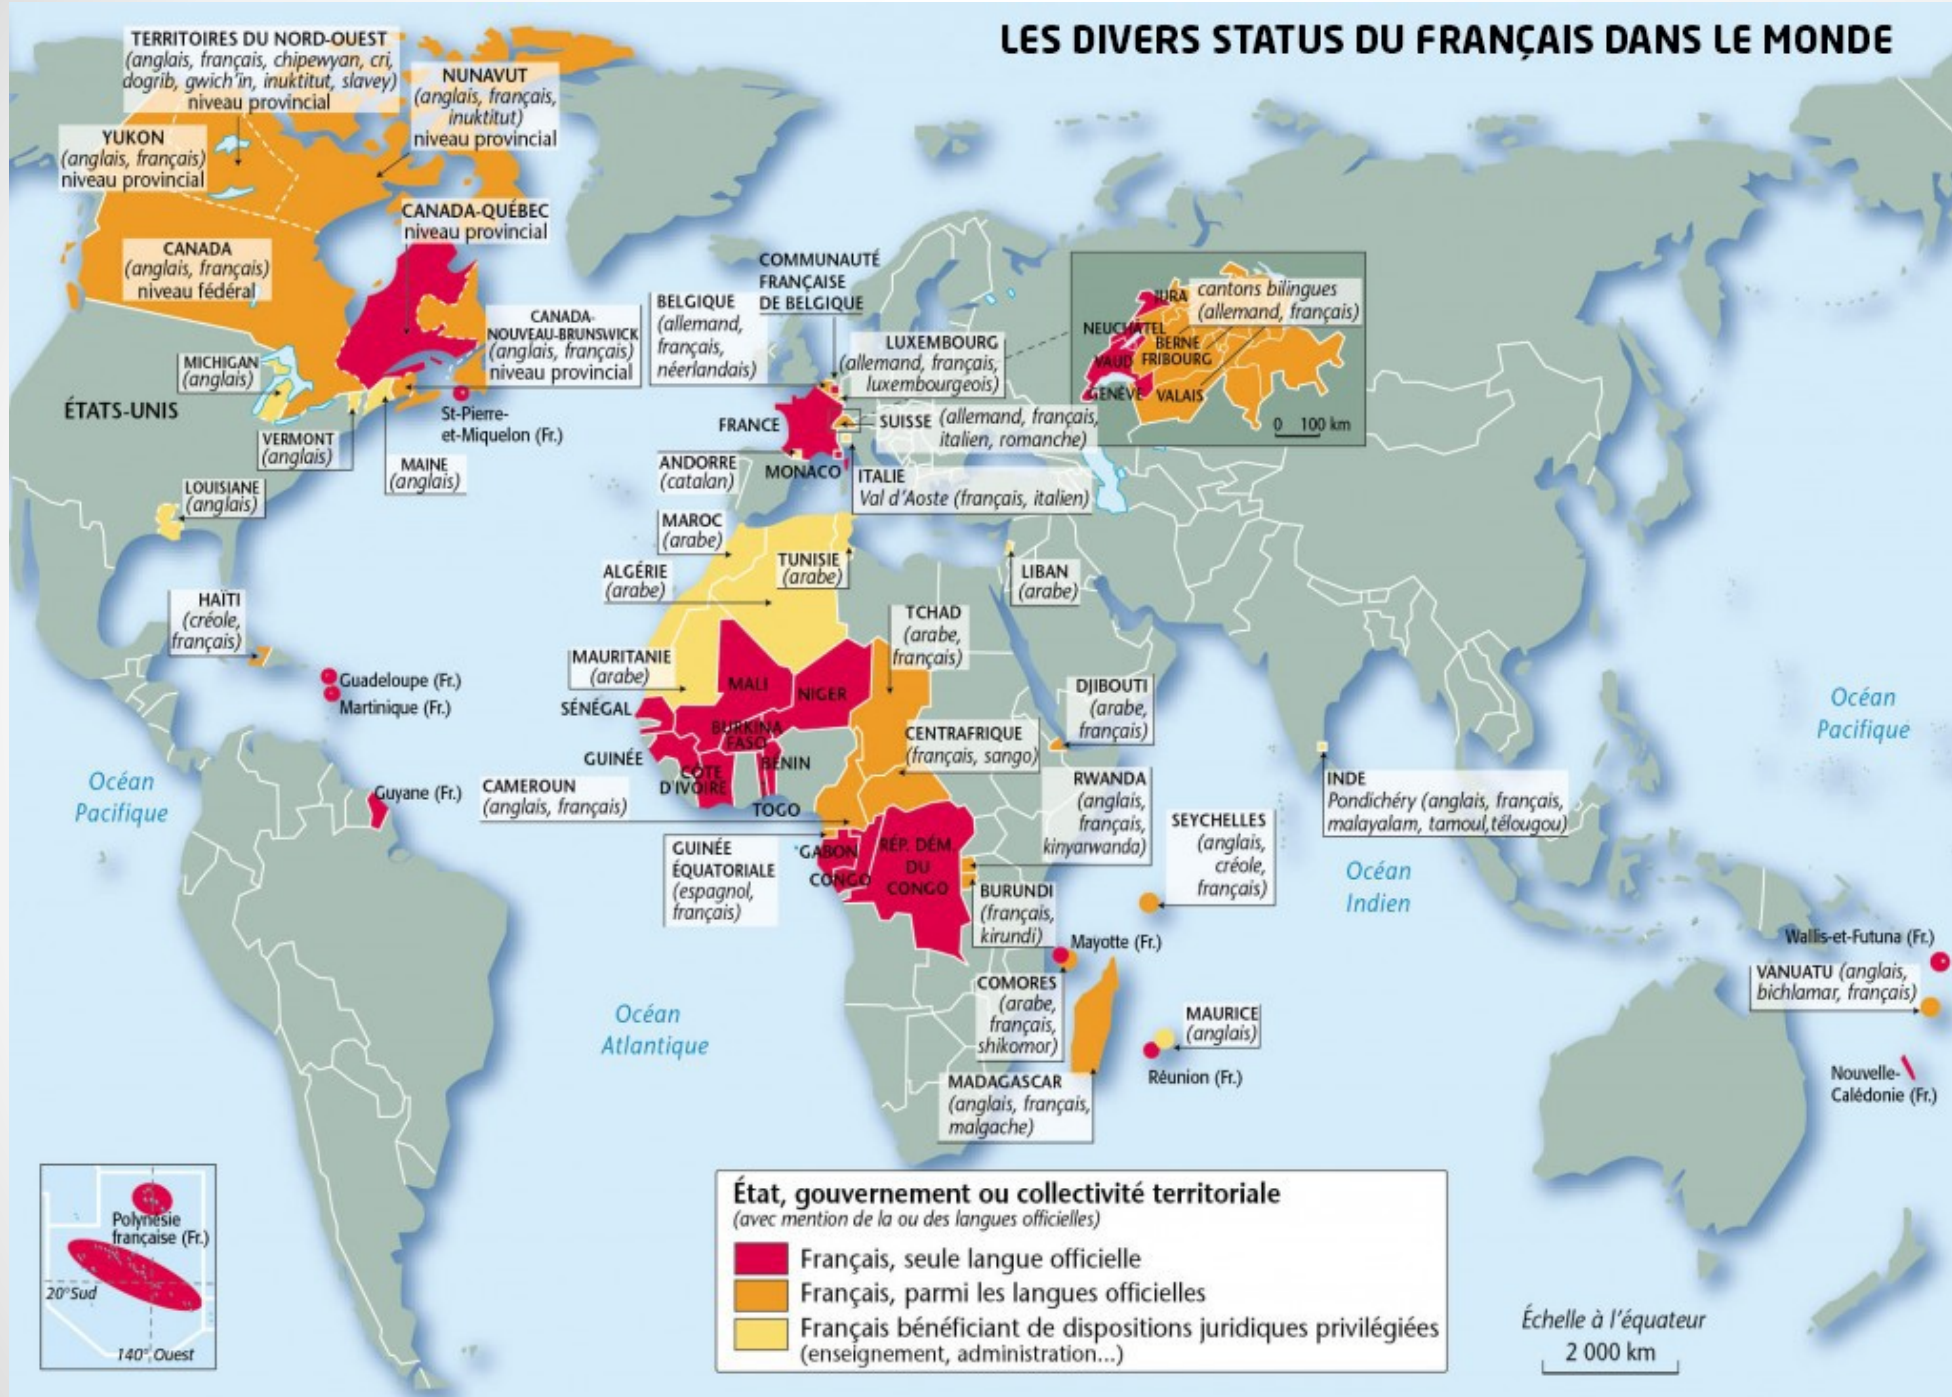 LES DIVERS STATUS DU FRANÇAIS DANS LE MONDE
TERRITOIRES DU NORD-OUEST
(anglais, français, chipewyan, cri,
dogrib, gwich'in, inuktitut, slavey)
niveau provincial
NUNAVUT
(anglais, français,
inuktitut)
niveau provincial
YUKON
(anglais, français)
niveau provincial
CANADA-QUÉBEC
niveau provincial
CANADA
(anglais, français)
niveau fédéral
CANADA-
NOUVEAU-BRUNSWICK
(anglais, français)
niveau provincial
MICHIGAN
(anglais)
ÉTATS-UNIS
St-Pierre-
et-Miquelon (Fr.)
VERMONT
(anglais)
MAINE
(anglais)
LOUISIANE
(anglais)
HAÏTI
(créole,
français)
Guadeloupe (Fr.)
Martinique (Fr.)
Guyane (Fr.)
Océan
Pacifique
COMMUNAUTÉ
FRANÇAISE
DE BELGIQUE
BELGIQUE
(allemand,
français,
néerlandais)
LUXEMBOURG
(allemand, français,
luxembourgeois)
FRANCE
SUISSE (allemand, français,
italien, romanche)
ANDORRE
(catalan)
MONACO
ITALIE
Val d'Aoste (français, italien)
JURA
cantons bilingues
(allemand, français)
NEUCHÂTEL
BERNE
VAUD
FRIBOURG
GENÈVE
VALAIS
0 100 km
MAROC
(arabe)
TUNISIE
(arabe)
ALGÉRIE
(arabe)
LIBAN
(arabe)
TCHAD
(arabe,
français)
MAURITANIE
(arabe)
MALI
NIGER
SÉNÉGAL
BURKINA
FASO
DJIBOUTI
(arabe,
français)
CENTRAFRIQUE
(français, sango)
GUINÉE
CÔTE
D'IVOIRE
BÉNIN
TOGO
CAMEROUN
(anglais, français)
RWANDA
(anglais,
français,
kinyarwanda)
SEYCHELLES
(anglais,
créole,
français)
INDE
Pondichéry (anglais, français,
malayalam, tamoul,télougou)
GUINÉE
ÉQUATORIALE
(espagnol,
français)
GABON
CONGO
RÉP. DÉM.
DU
CONGO
BURUNDI
(français,
kirundi)
Mayotte (Fr.)
COMORES
(arabe,
français,
shikomor)
MAURICE
(anglais)
Réunion (Fr.)
MADAGASCAR
(anglais, français,
malgache)
Océan
Atlantique
Océan
Indien
Océan
Pacifique
Wallis-et-Futuna (Fr.)
VANUATU (anglais,
bichlamar, français)
Nouvelle-
Calédonie (Fr.)
Polynésie
française (Fr.)
20°Sud
140° Ouest
État, gouvernement ou collectivité territoriale
(avec mention de la ou des langues officielles)
Français, seule langue officielle
Français, parmi les langues officielles
Français bénéficiant de dispositions juridiques privilégiées
(enseignement, administration...)
Échelle à l'équateur
2 000 km